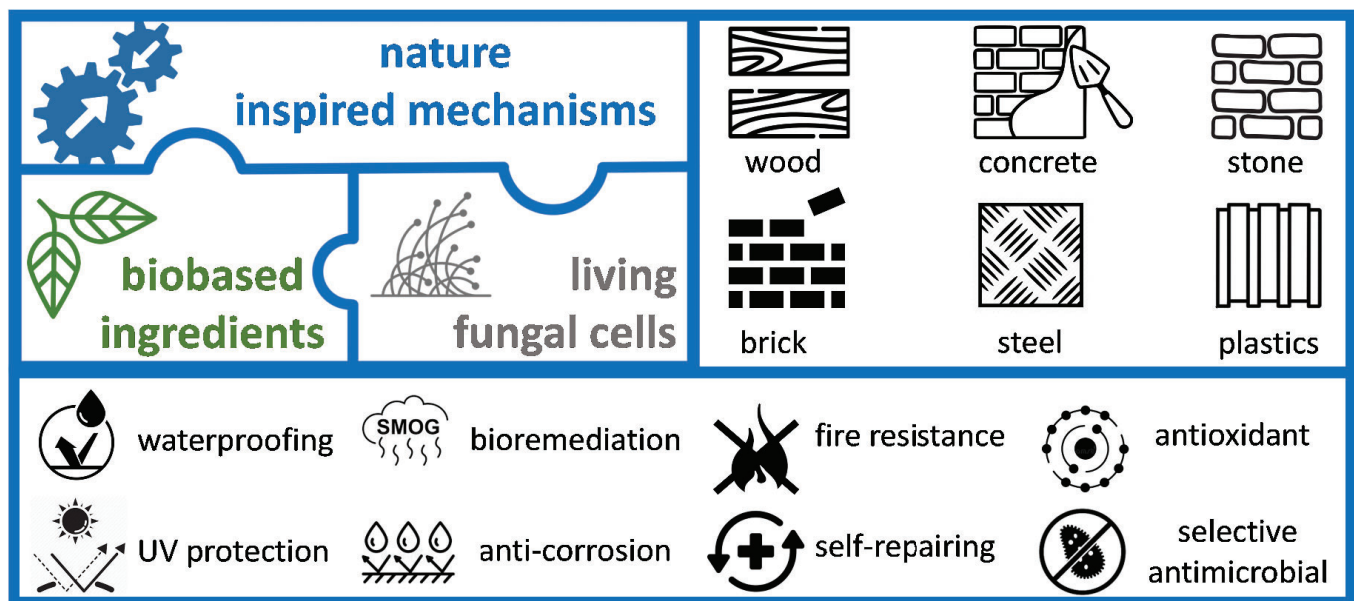 nature
inspired mechanisms
biobased
ingredients
living
fungal cells
wood
concrete
stone
brick
steel
plastics
waterproofing
SMOG
bioremediation
fire resistance
antioxidant
UV protection
anti-corrosion
self-repairing
selective
antimicrobial